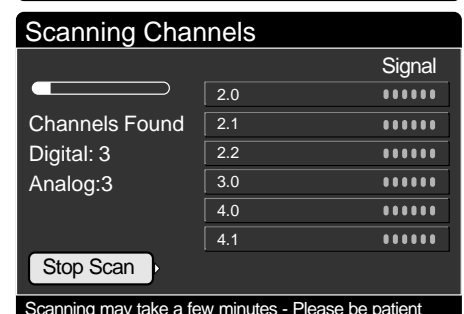 Scanning Channels
Signal
2.0
Channels Found
2.1
Digital: 3
2.2
Analog:3
3.0
4.0
4.1
Stop Scan
Scanning may take a few minutes - Please be patient